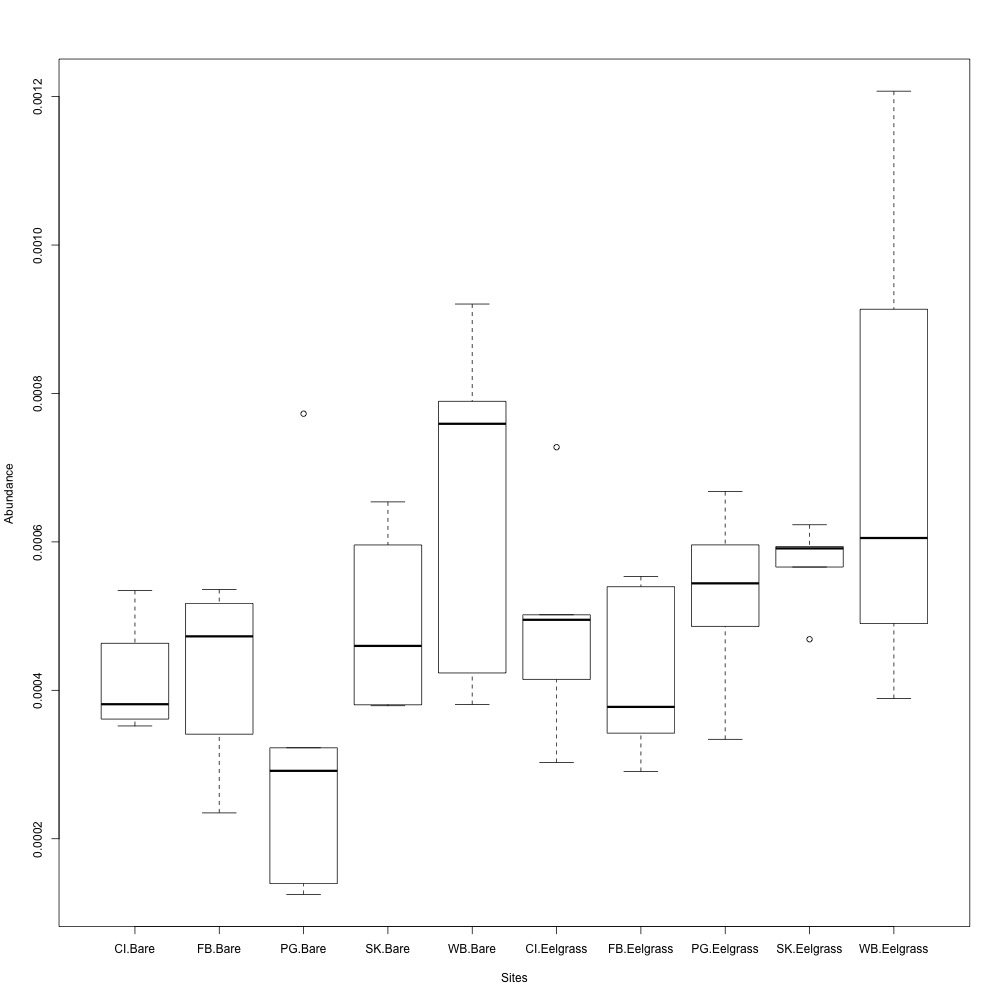 0.0012
0.0010
0.0008
0.0006
0.0004
0.0002
Abundance
CI.Bare FB.Bare PG.Bare SK.Bare WB.Bare CI.Eelgrass FB.Eelgrass PG.Eelgrass SK.Eelgrass WB.Eelgrass
Sites